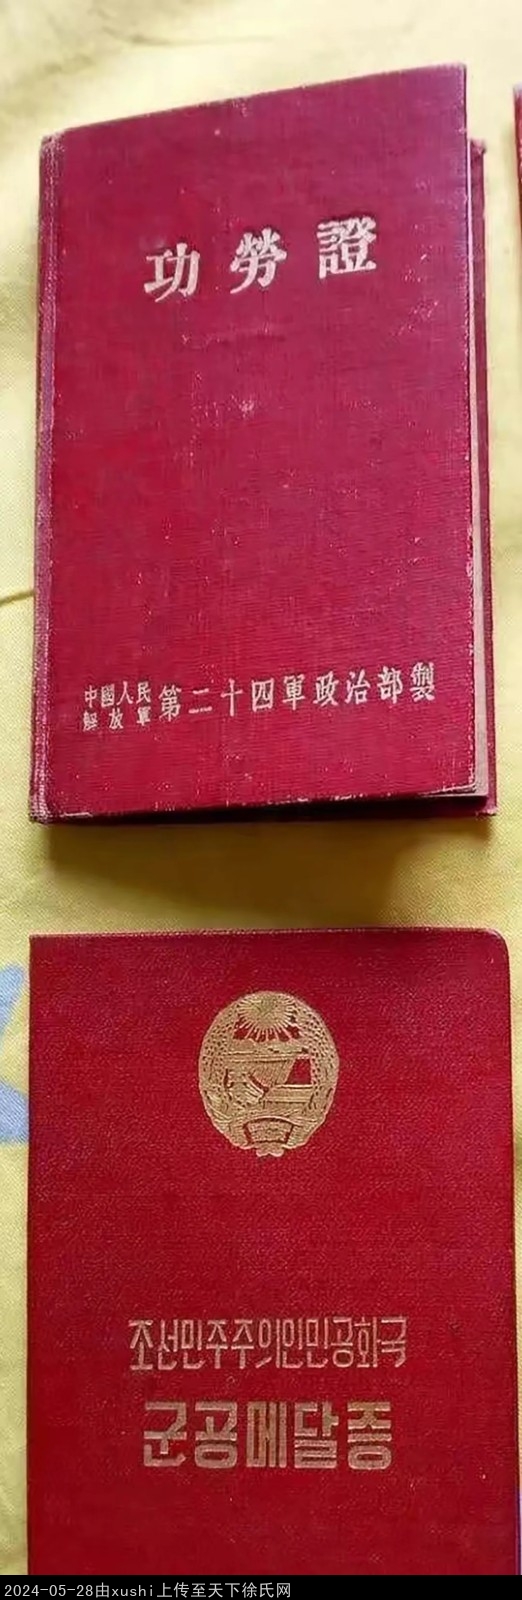 功勞證
中國人民
解放軍
第二十四軍政治部製
조선민주주의인민공화국
군공메달증
2024-05-28由xushi上传至天下徐氏网